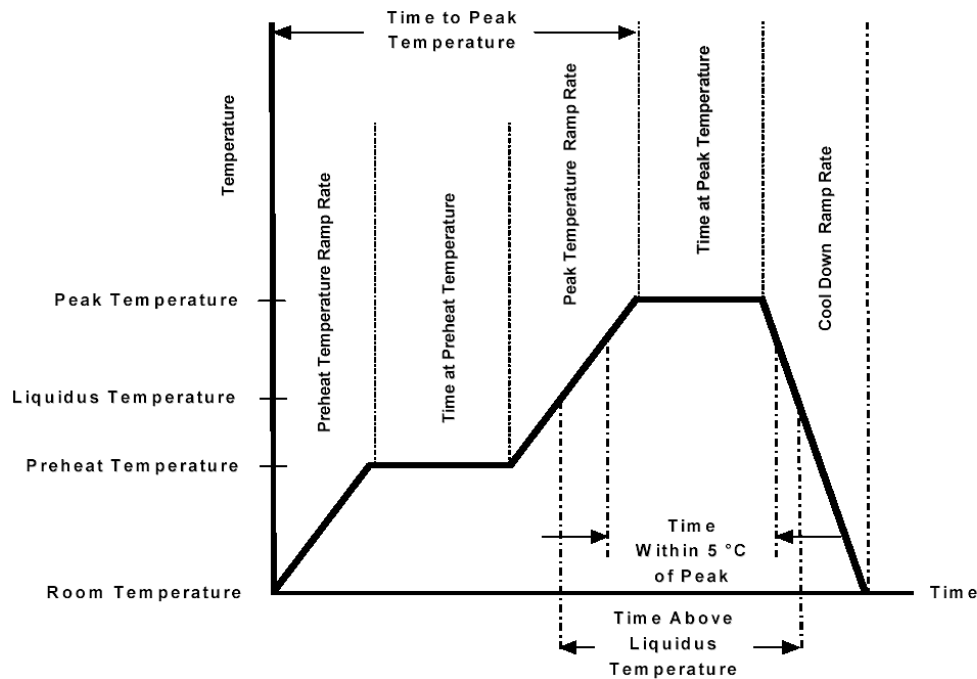 Time to Peak
Temperature
Temperature
Preheat Temperature Ramp Rate
Time at Preheat Temperature
Peak Temperature Ramp Rate
Time at Peak Temperature
Cool Down Ramp Rate
Peak Temperature
Liquidus Temperature
Preheat Temperature
Room Temperature
Time
Time
Within 5 °C
of Peak
Time Above
Liquidus
Temperature